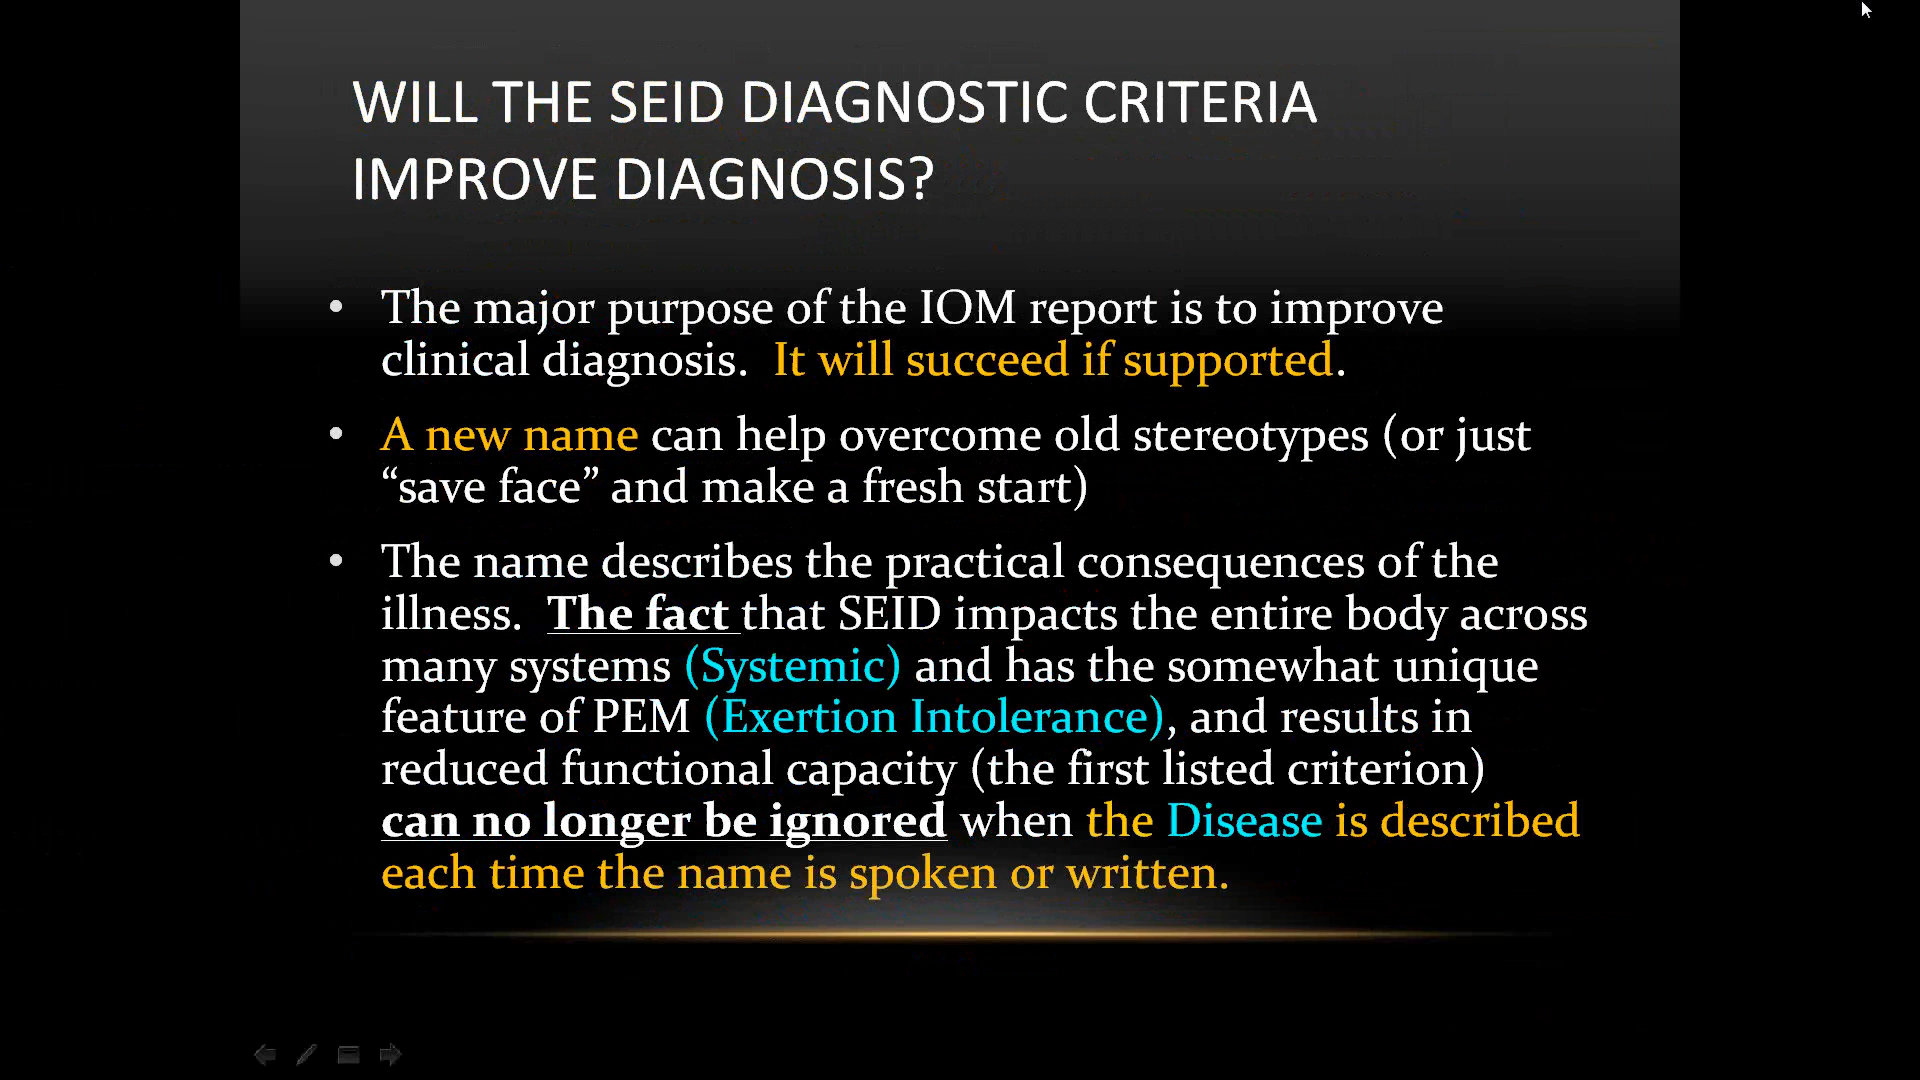 WILL THE SEID DIAGNOSTIC CRITERIA
IMPROVE DIAGNOSIS?
• The major purpose of the IOM report is to improve
clinical diagnosis.  It will succeed if supported.
• A new name can help overcome old stereotypes (or just
“save face” and make a fresh start)
• The name describes the practical consequences of the
illness.  The fact that SEID impacts the entire body across
many systems (Systemic) and has the somewhat unique
feature of PEM (Exertion Intolerance), and results in
reduced functional capacity (the first listed criterion)
can no longer be ignored when the Disease is described
each time the name is spoken or written.